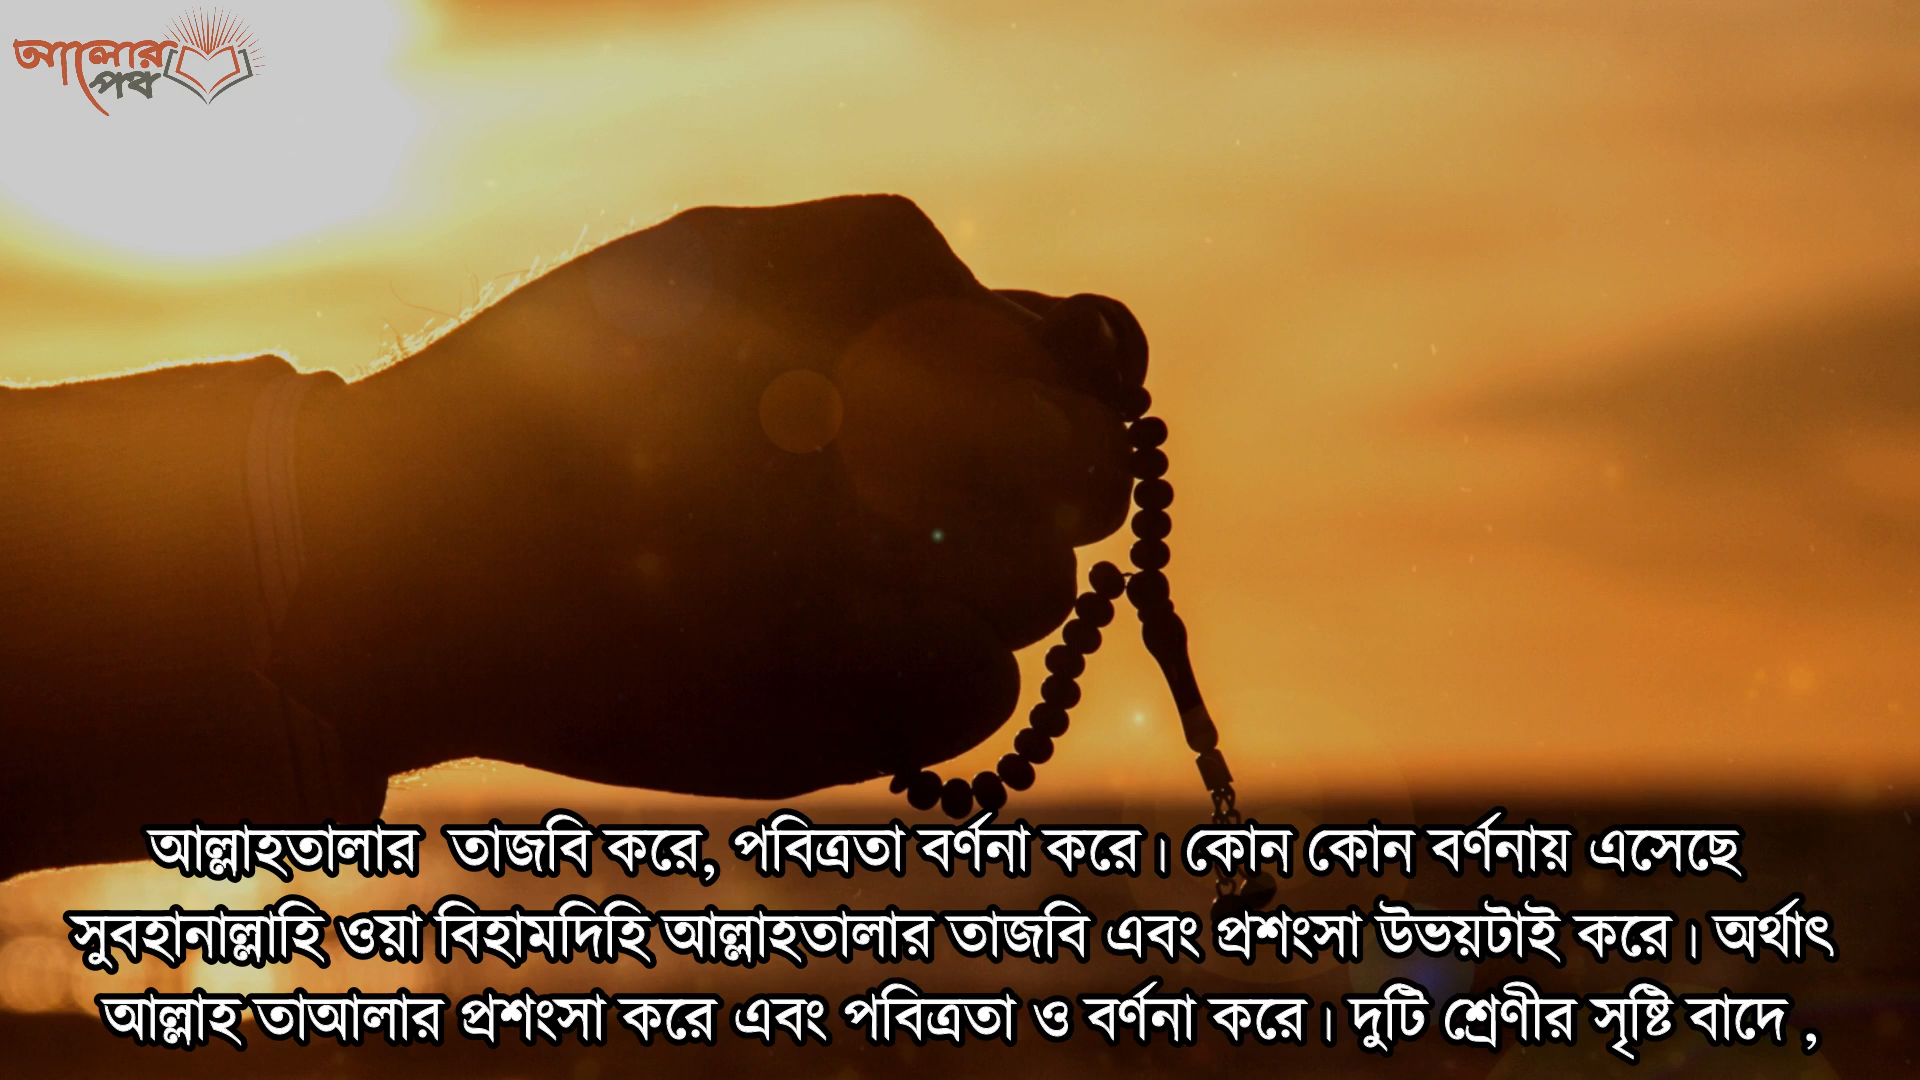 আলোর
পথ
আল্লাহতালার তাজবি করে, পবিত্রতা বর্ণনা করে। কোন কোন বর্ণনায় এসেছে
সুবহানাল্লাহি ওয়া বিহামদিহি আল্লাহতালার তাজবি এবং প্রশংসা উভয়টাই করে। অর্থাৎ
আল্লাহ তাআলার প্রশংসা করে এবং পবিত্রতা ও বর্ণনা করে। দুটি শ্রেণীর সৃষ্টি বাদে ,